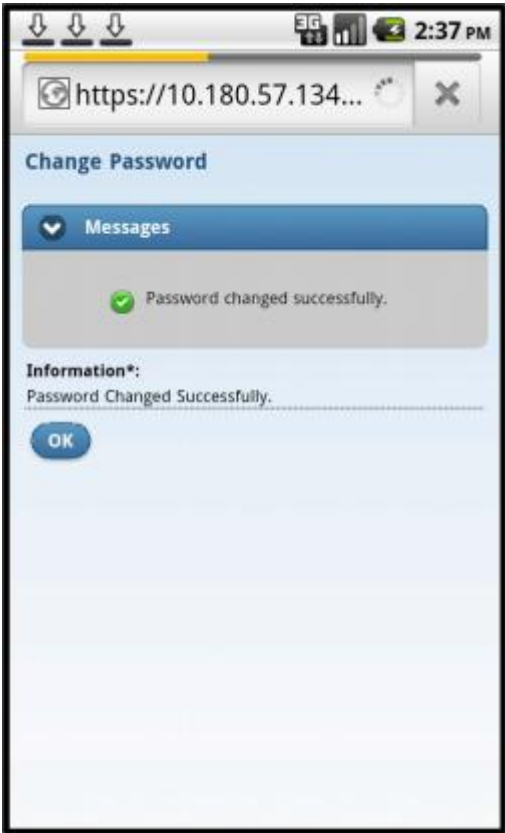 3G 2:37 PM
https://10.180.57.134...
Change Password
Messages
Password changed successfully.
Information*:
Password Changed Successfully.
OK